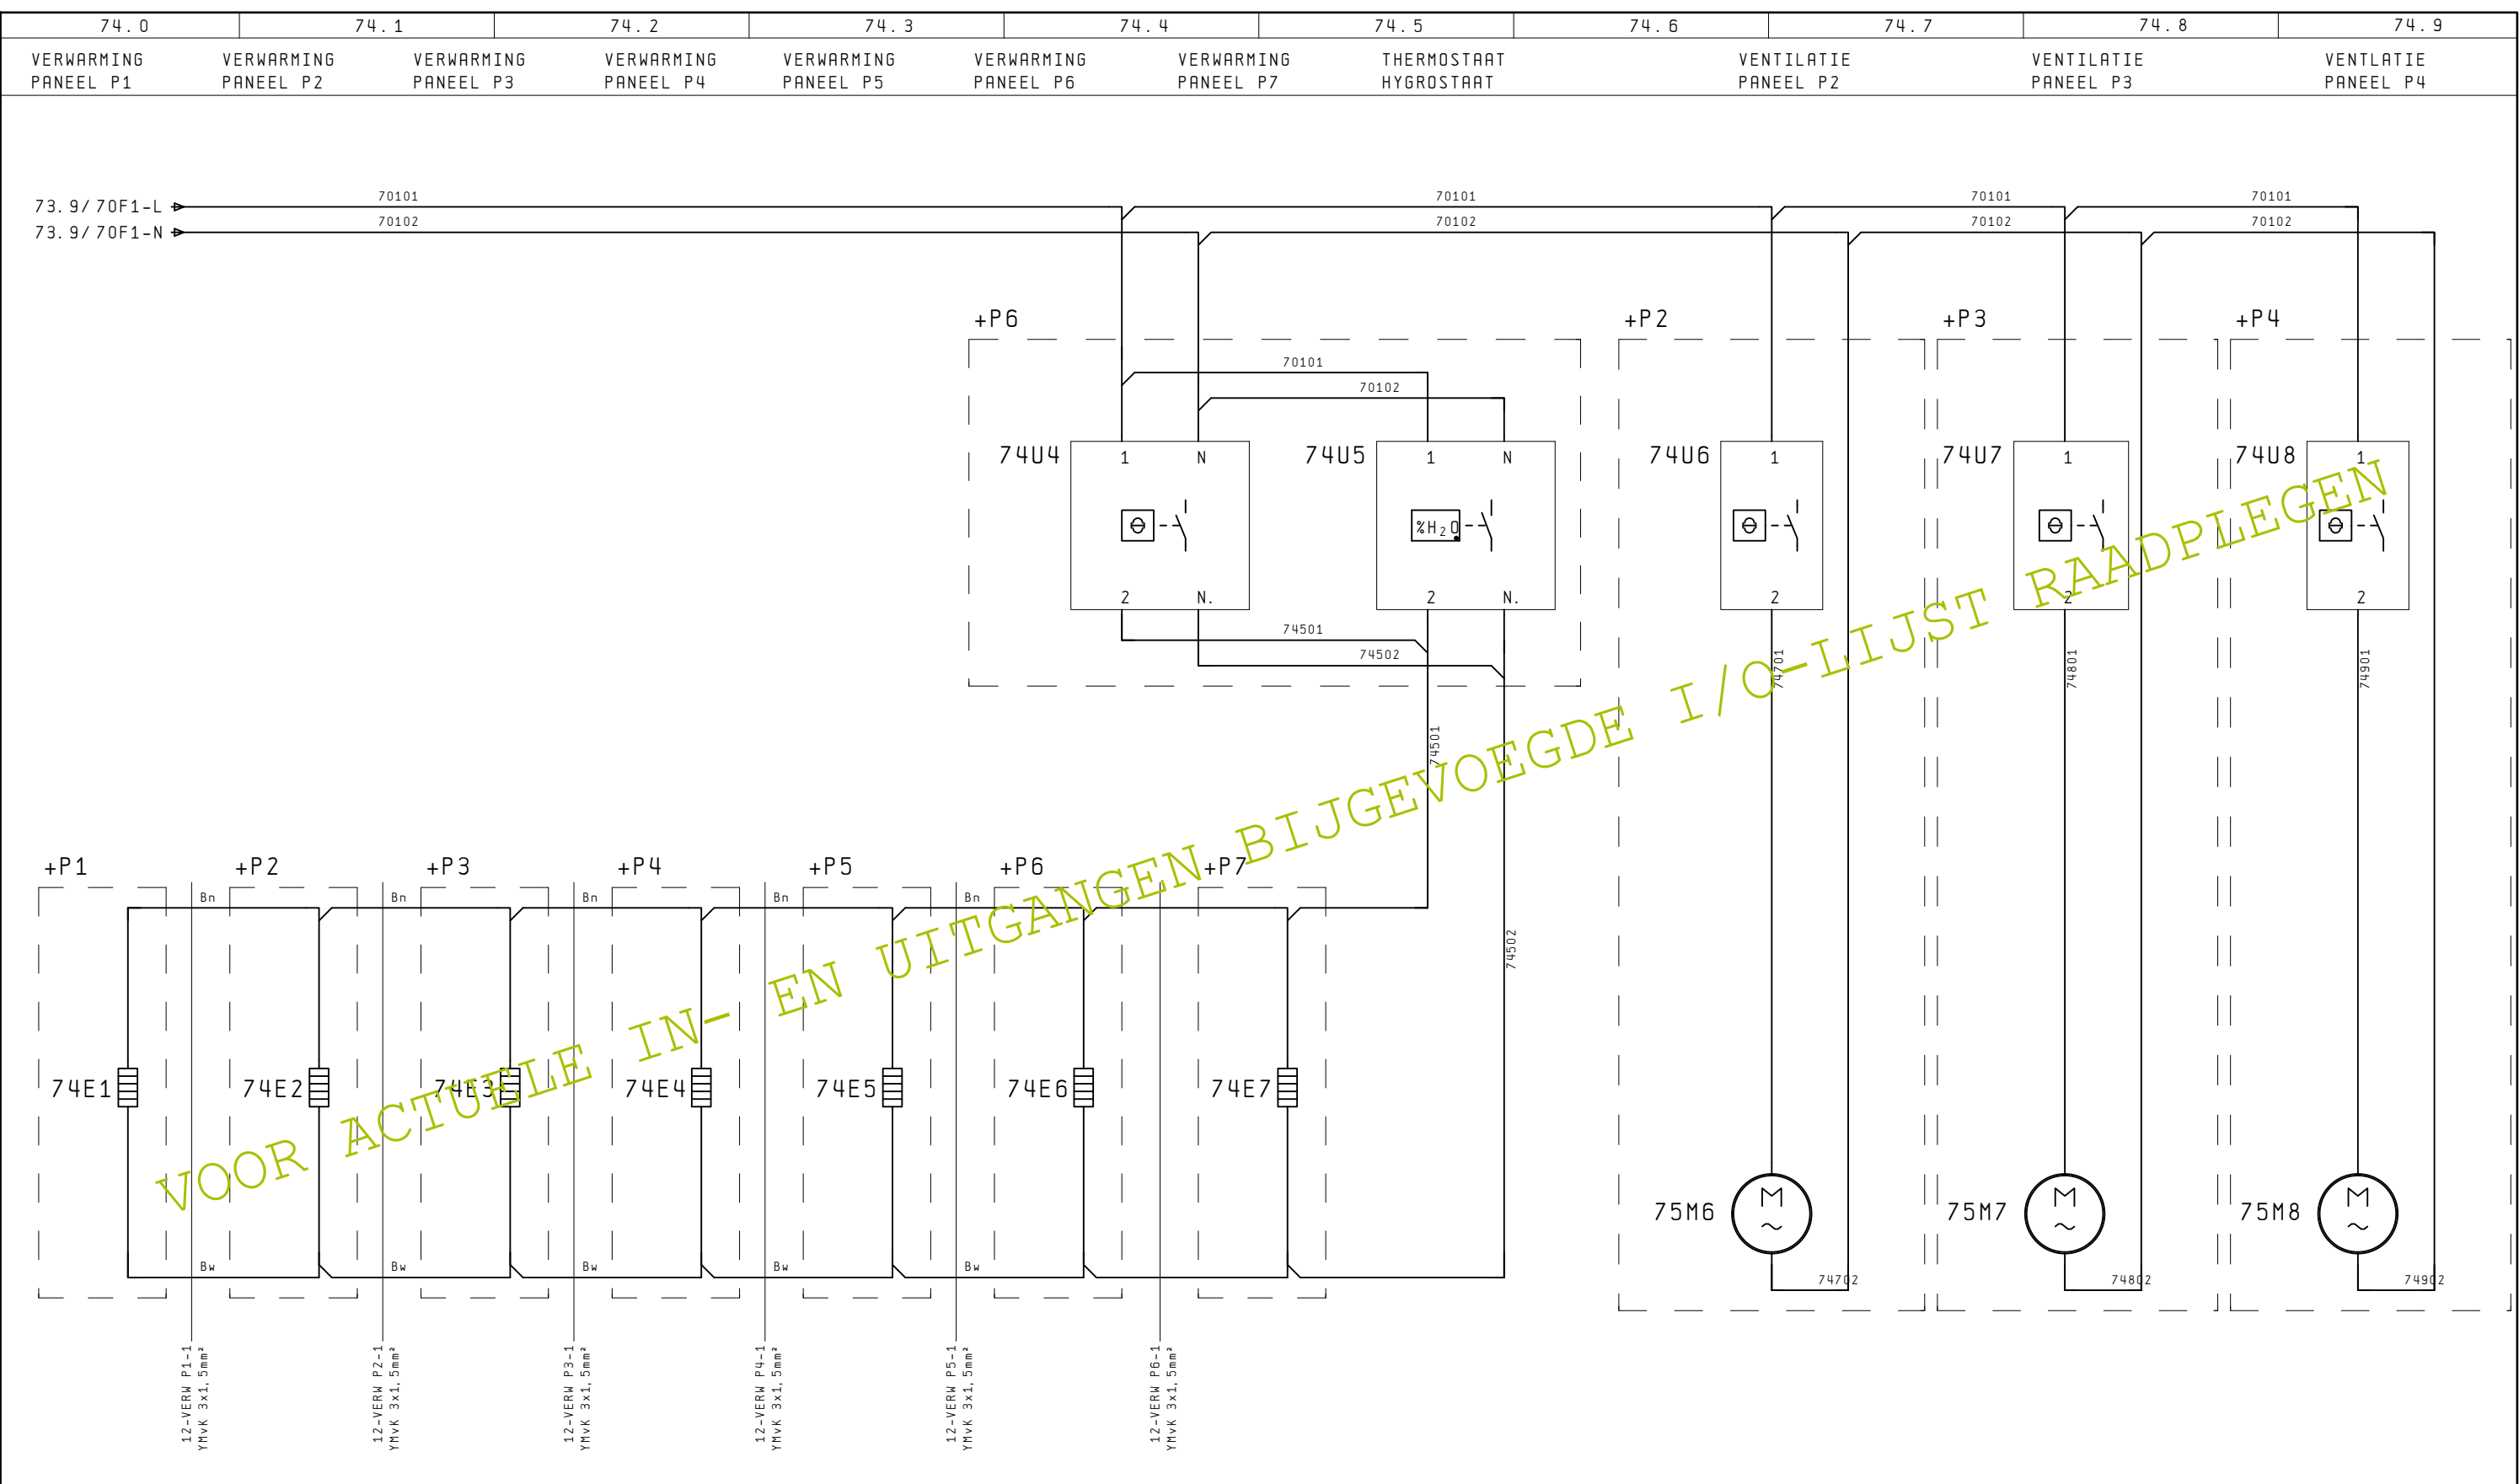 74.0 74.1 74.2 74.3 74.4 74.5 74.6 74.7 74.8 74.9
VERWARMING VERWARMING VERWARMING VERWARMING VERWARMING VERWARMING VERWARMING THERMOSTAAT VENTILATIE VENTILATIE VENTLATIE
PANEEL P1 PANEEL P2 PANEEL P3 PANEEL P4 PANEEL P5 PANEEL P6 PANEEL P7 HYGROSTAAT PANEEL P2 PANEEL P3 PANEEL P4
70101 70101 70101 70101
73.9/70F1-L
70102 70102 70102 70102
73.9/70F1-N
+P6 +P2 +P3 +P4
70101
70102
74U4 1 N 74U5 1 N 74U6 1 74U7 1 74U8 1
Θ %H₂O Θ Θ Θ
2 N. 2 N. 2 2 2
74501
74502
74701 74801 74901
74501
74502
VOOR ACTUELE IN- EN UITGANGEN BIJGEVOEGDE I/O-LIJST RAADPLEGEN
+P1 +P2 +P3 +P4 +P5 +P6 +P7
Bn Bn Bn Bn Bn
74E1 74E2 74E3 74E4 74E5 74E6 74E7
75M6 M ~ 75M7 M ~ 75M8 M ~
Bw Bw Bw Bw Bw
74702 74802 74902
12-VERW P1-1
YMvK 3x1,5mm²
12-VERW P2-1
YMvK 3x1,5mm²
12-VERW P3-1
YMvK 3x1,5mm²
12-VERW P4-1
YMvK 3x1,5mm²
12-VERW P5-1
YMvK 3x1,5mm²
12-VERW P6-1
YMvK 3x1,5mm²